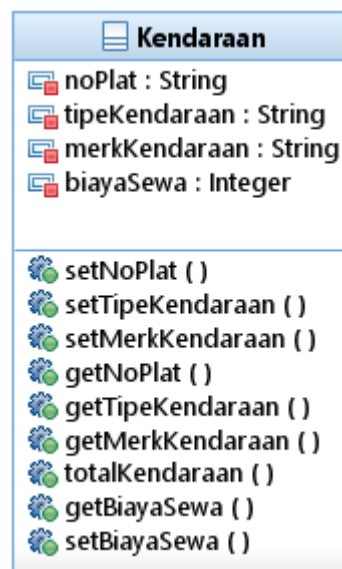 Kendaraan
noPlat : String
tipeKendaraan : String
merkKendaraan : String
biayaSewa : Integer
setNoPlat ( )
setTipeKendaraan ( )
setMerkKendaraan ( )
getNoPlat ( )
getTipeKendaraan ( )
getMerkKendaraan ( )
totalKendaraan ( )
getBiayaSewa ( )
setBiayaSewa ( )